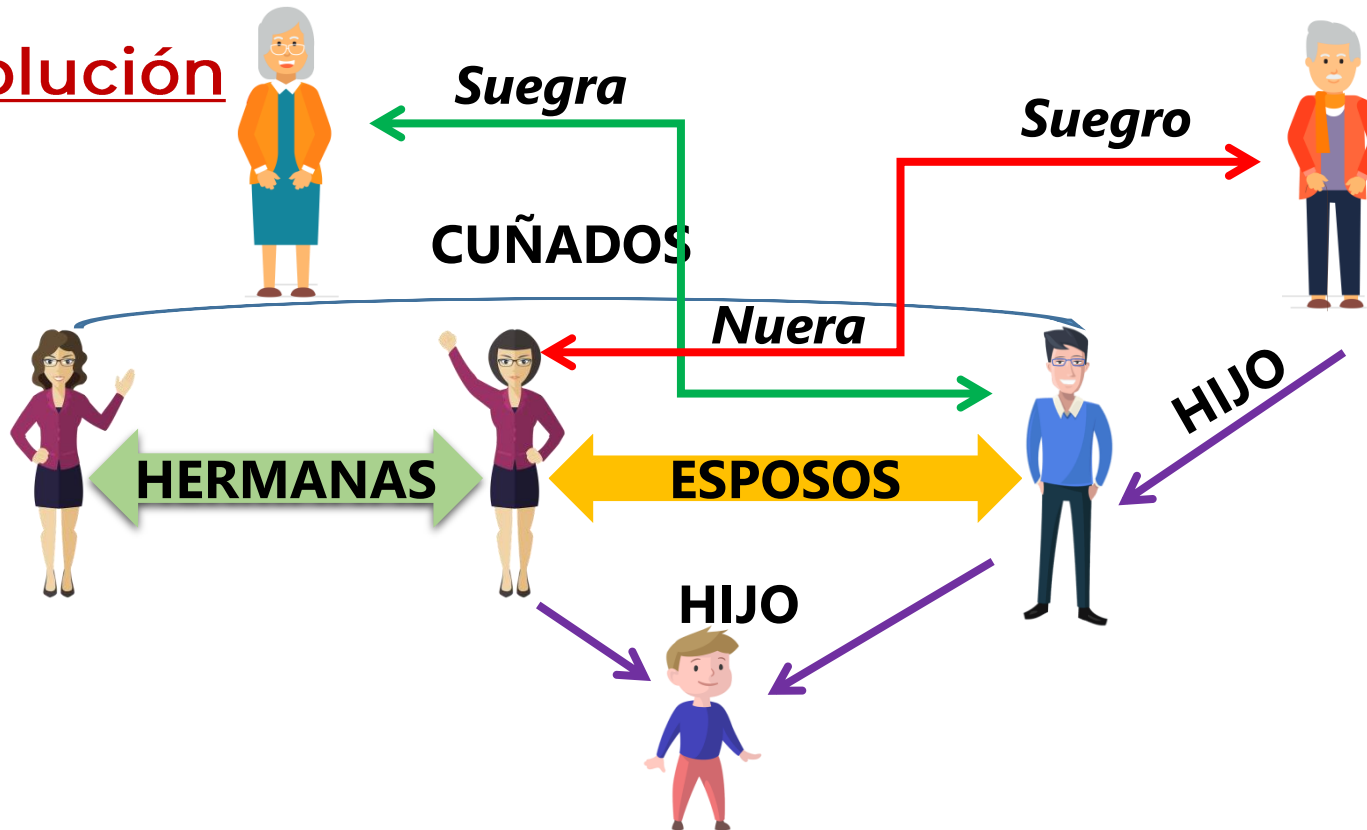 olución
Suegra
Suegro
CUÑADOS
Nuera
HIJO
HERMANAS
ESPOSOS
HIJO